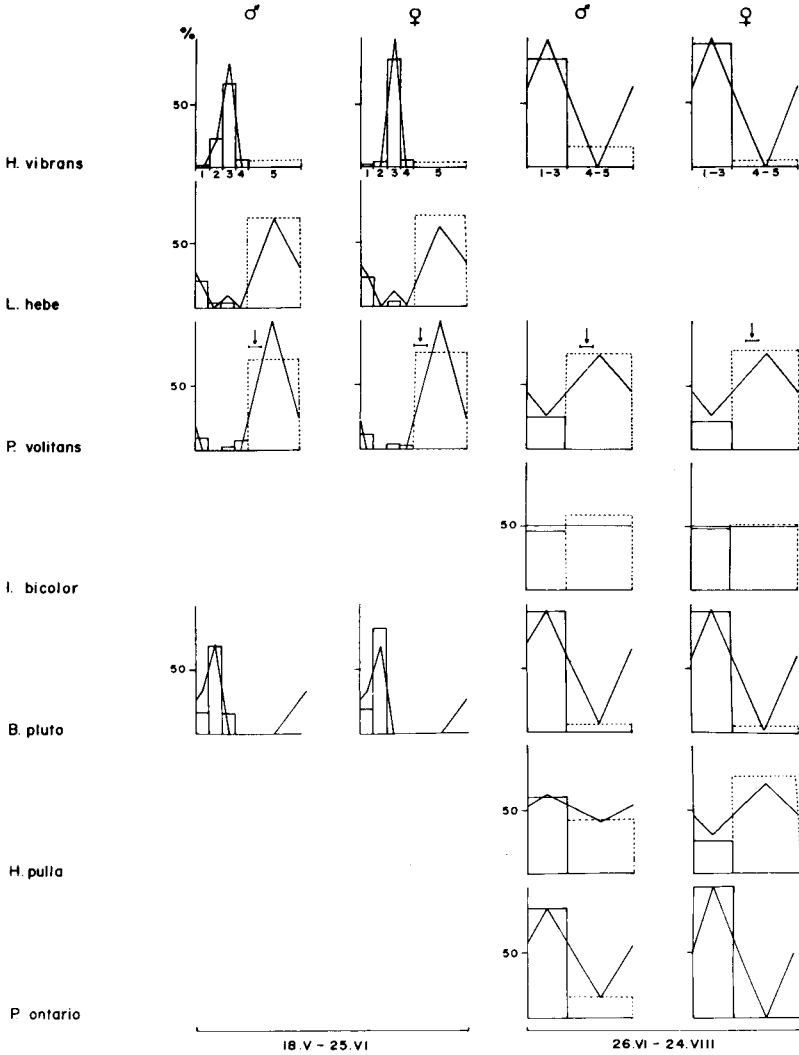 ♂ ♀ ♂ ♀
%
50
H. vibrans
1 2 3 4 5 1 2 3 4 5 1-3 4-5 1-3 4-5
50
L. hebe
50
P. volitans
50
I. bicolor
50
B. pluto
50
H. pulla
50
P. ontario
18.V - 25.VI 26.VI - 24.VIII